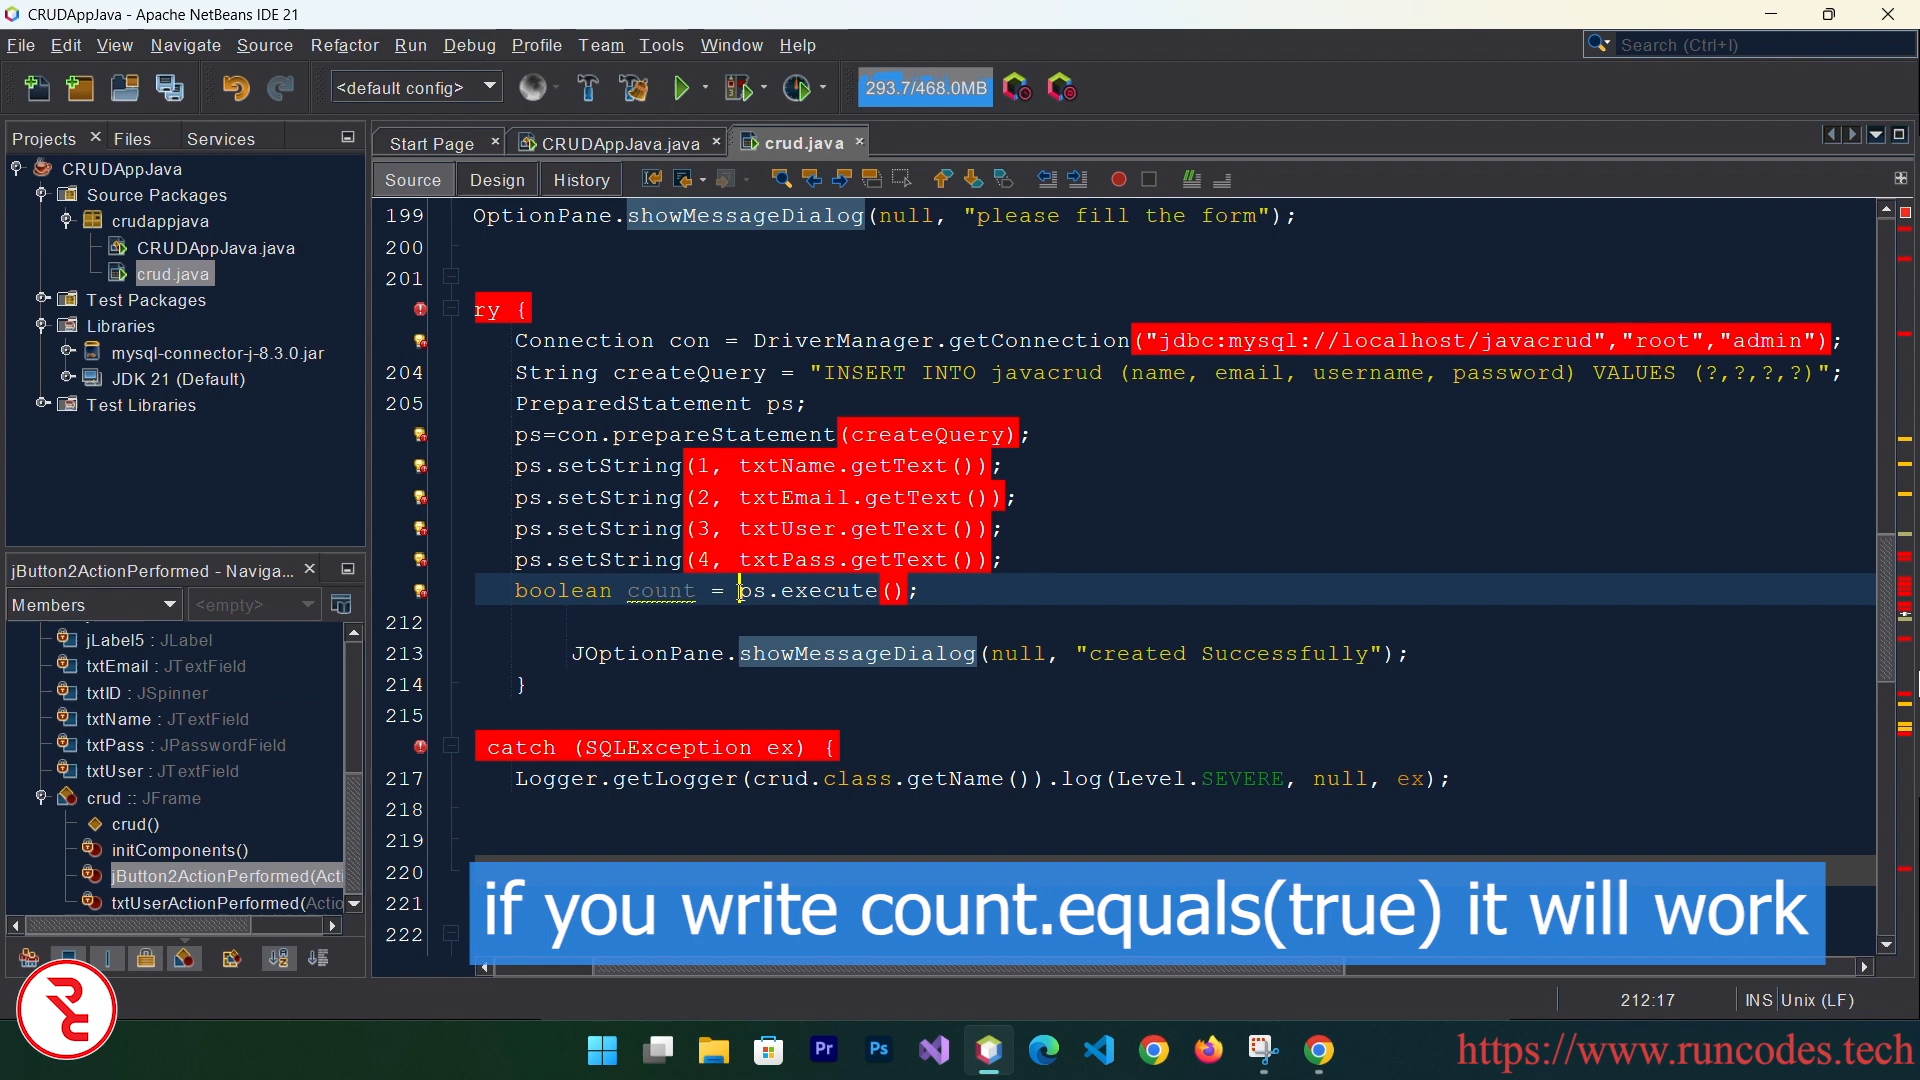 CRUDAppJava - Apache NetBeans IDE 21
File Edit View Navigate Source Refactor Run Debug Profile Team Tools Window Help
Search (Ctrl+I)
<default config>
293.7/468.0MB
Projects Files Services
CRUDAppJava
Source Packages
crudappjava
CRUDAppJava.java
crud.java
Test Packages
Libraries
mysql-connector-j-8.3.0.jar
JDK 21 (Default)
Test Libraries
jButton2ActionPerformed - Naviga...
Members <empty>
jLabel5 : JLabel
txtEmail : JTextField
txtID : JSpinner
txtName : JTextField
txtPass : JPasswordField
txtUser : JTextField
crud :: JFrame
crud()
initComponents()
jButton2ActionPerformed(Acti
txtUserActionPerformed(Actio
Start Page CRUDAppJava.java crud.java
Source Design History
199 OptionPane.showMessageDialog(null, "please fill the form");
200
201
ry {
Connection con = DriverManager.getConnection("jdbc:mysql://localhost/javacrud","root","admin");
204 String createQuery = "INSERT INTO javacrud (name, email, username, password) VALUES (?,?,?,?)";
205 PreparedStatement ps;
ps=con.prepareStatement(createQuery);
ps.setString(1, txtName.getText());
ps.setString(2, txtEmail.getText());
ps.setString(3, txtUser.getText());
ps.setString(4, txtPass.getText());
boolean count = ps.execute();
212
213 JOptionPane.showMessageDialog(null, "created Successfully");
214 }
215
catch (SQLException ex) {
217 Logger.getLogger(crud.class.getName()).log(Level.SEVERE, null, ex);
218
219
220
221
222
if you write count.equals(true) it will work
212:17 INS Unix (LF)
Pr Ps
https://www.runcodes.tech